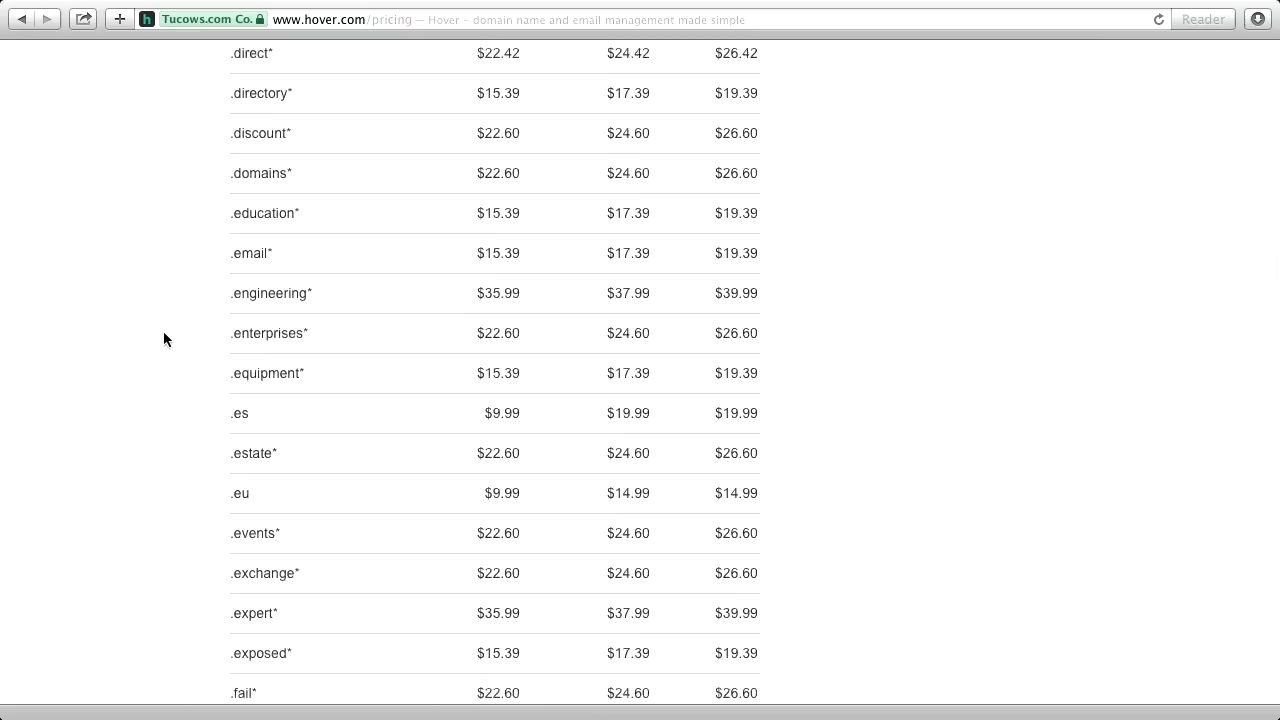 h Tucows.com Co. www.hover.com/pricing — Hover – domain name and email management made simple Reader
.direct* $22.42 $24.42 $26.42
.directory* $15.39 $17.39 $19.39
.discount* $22.60 $24.60 $26.60
.domains* $22.60 $24.60 $26.60
.education* $15.39 $17.39 $19.39
.email* $15.39 $17.39 $19.39
.engineering* $35.99 $37.99 $39.99
.enterprises* $22.60 $24.60 $26.60
.equipment* $15.39 $17.39 $19.39
.es $9.99 $19.99 $19.99
.estate* $22.60 $24.60 $26.60
.eu $9.99 $14.99 $14.99
.events* $22.60 $24.60 $26.60
.exchange* $22.60 $24.60 $26.60
.expert* $35.99 $37.99 $39.99
.exposed* $15.39 $17.39 $19.39
.fail* $22.60 $24.60 $26.60